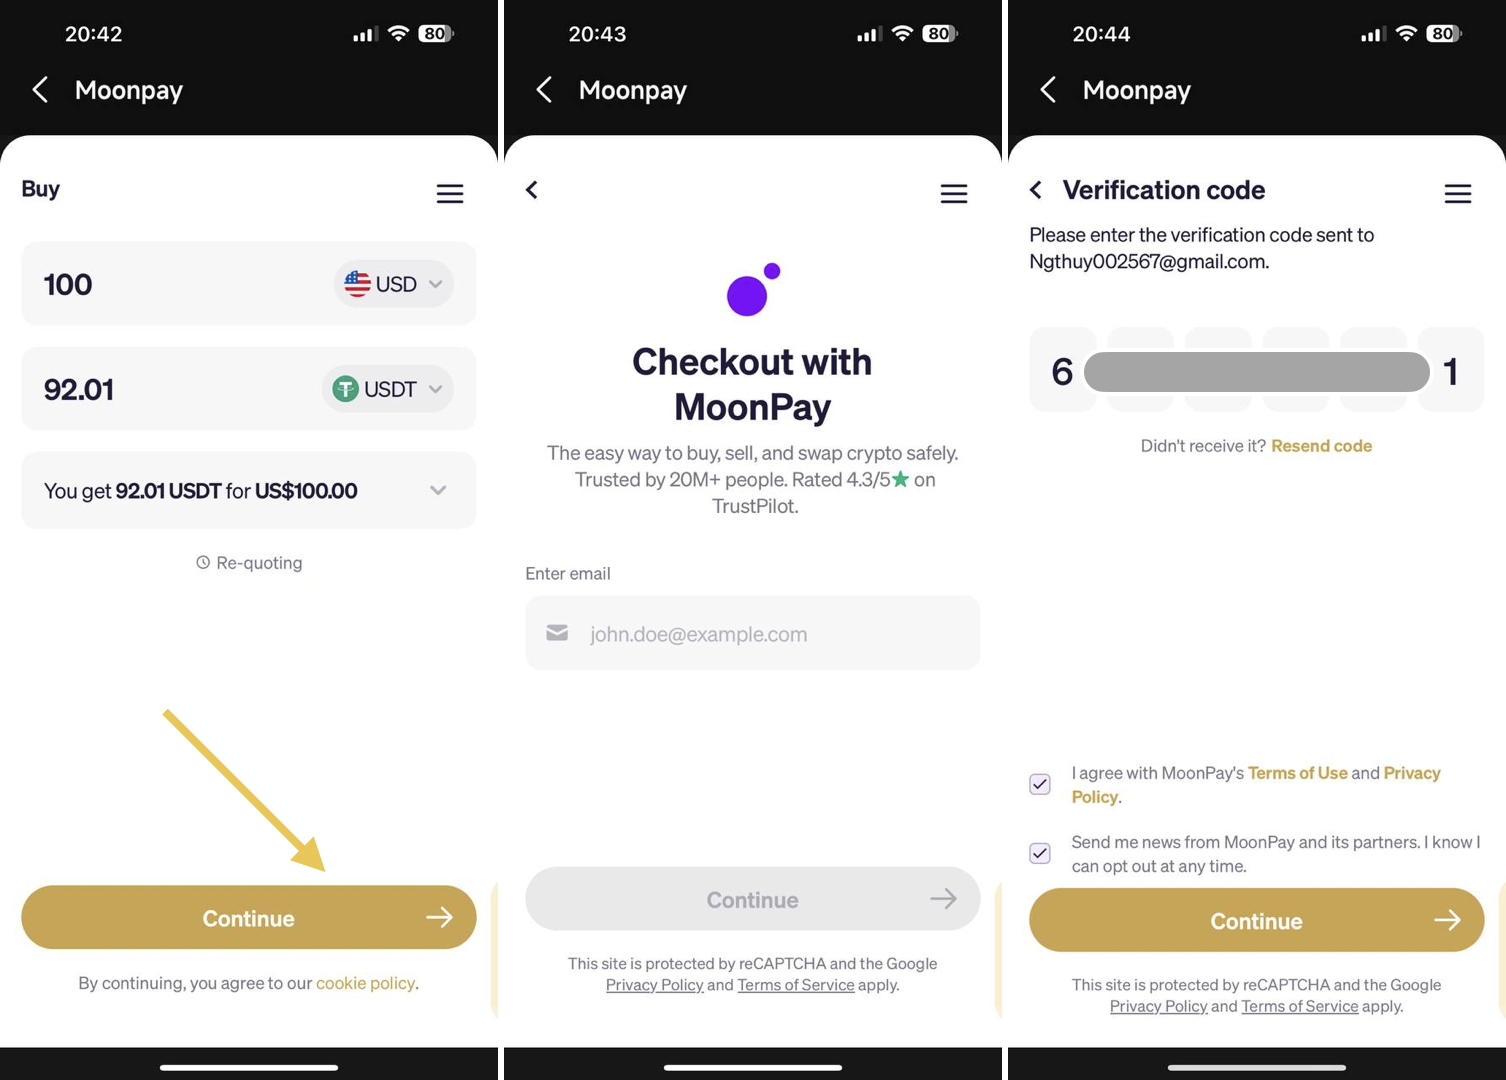 20:42
80
Moonpay
Buy
100
USD
92.01
USDT
You get 92.01 USDT for US$100.00
Re-quoting
Continue
By continuing, you agree to our cookie policy.
20:43
80
Moonpay
Checkout with
MoonPay
The easy way to buy, sell, and swap crypto safely.
Trusted by 20M+ people. Rated 4.3/5★ on
TrustPilot.
Enter email
john.doe@example.com
Continue
This site is protected by reCAPTCHA and the Google
Privacy Policy and Terms of Service apply.
20:44
80
Moonpay
Verification code
Please enter the verification code sent to
Ngthuy002567@gmail.com.
6 1
Didn't receive it? Resend code
I agree with MoonPay's Terms of Use and Privacy
Policy.
Send me news from MoonPay and its partners. I know I
can opt out at any time.
Continue
This site is protected by reCAPTCHA and the Google
Privacy Policy and Terms of Service apply.